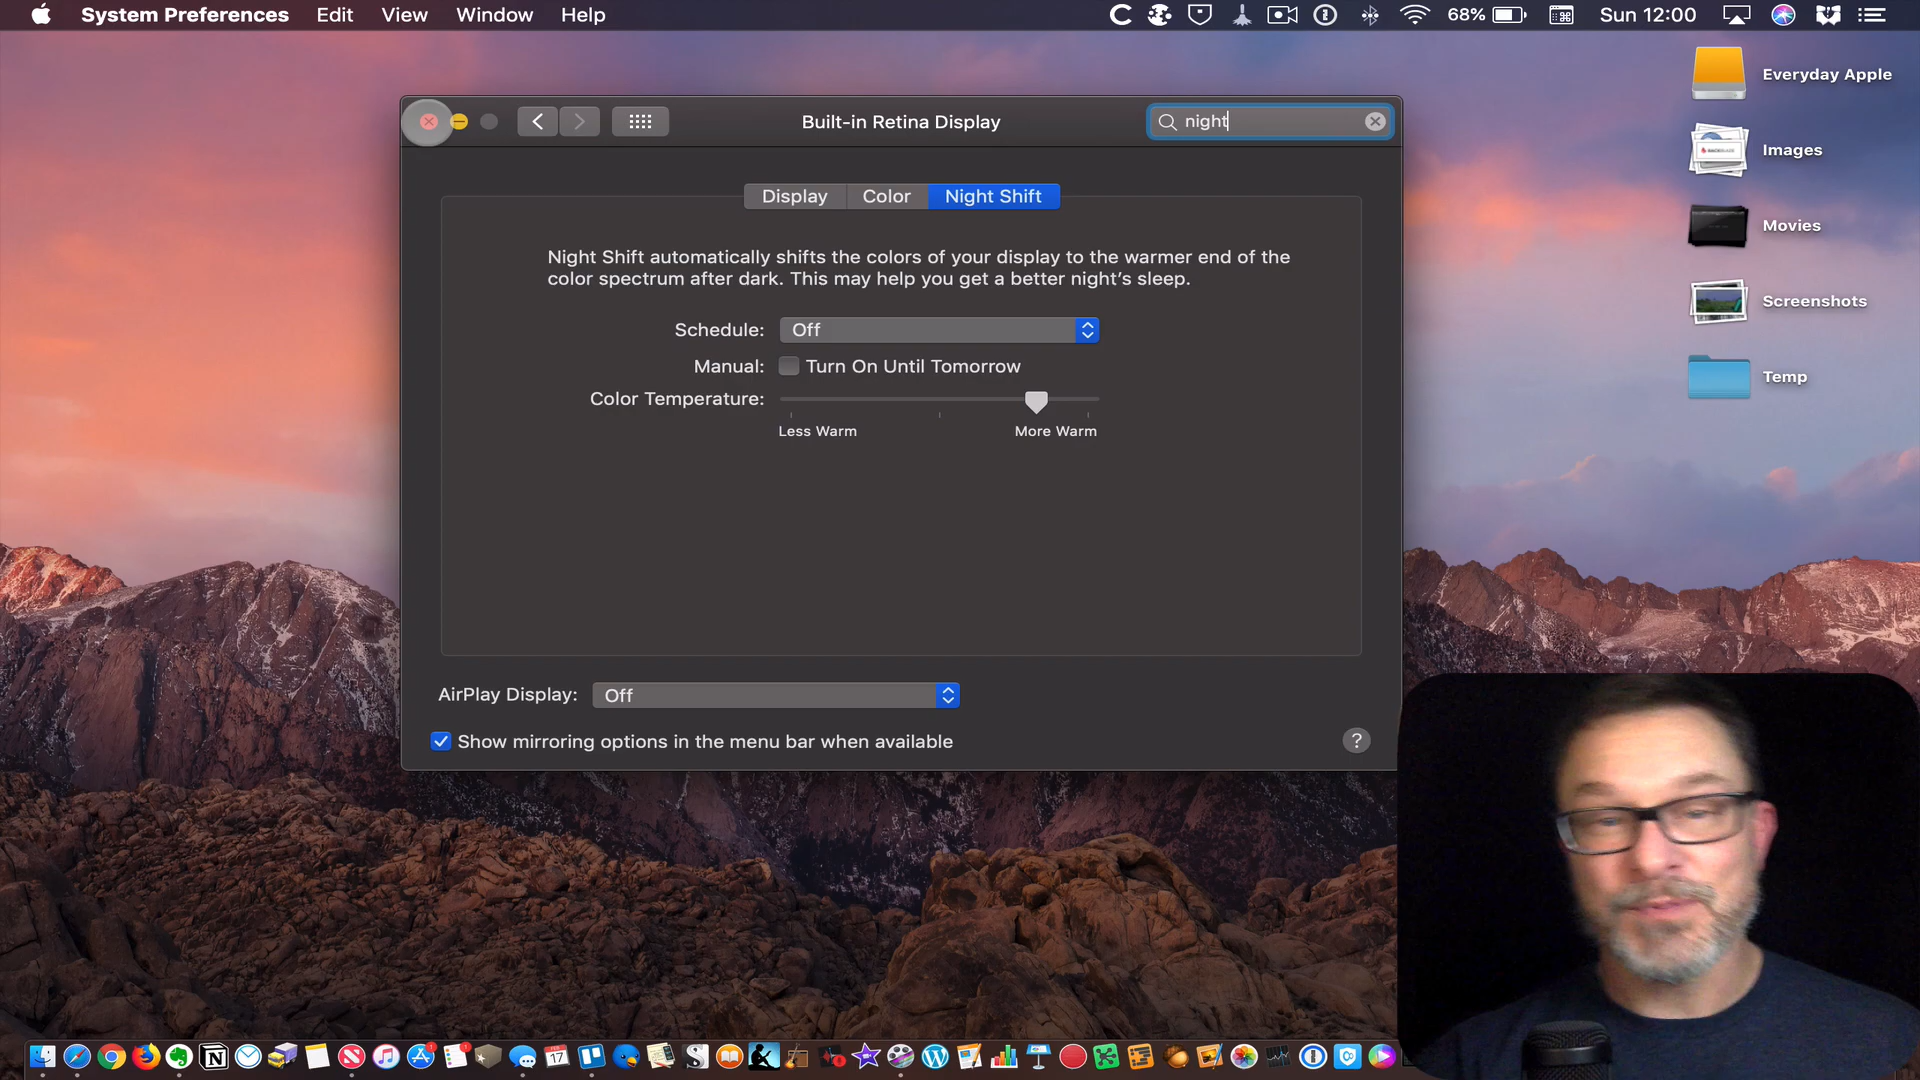 System Preferences Edit View Window Help
68% Sun 12:00
Everyday Apple
Images
Movies
Screenshots
Temp
Built-in Retina Display
night
Display Color Night Shift
Night Shift automatically shifts the colors of your display to the warmer end of the
color spectrum after dark. This may help you get a better night’s sleep.
Schedule: Off
Manual: Turn On Until Tomorrow
Color Temperature:
Less Warm More Warm
AirPlay Display: Off
Show mirroring options in the menu bar when available
?
17